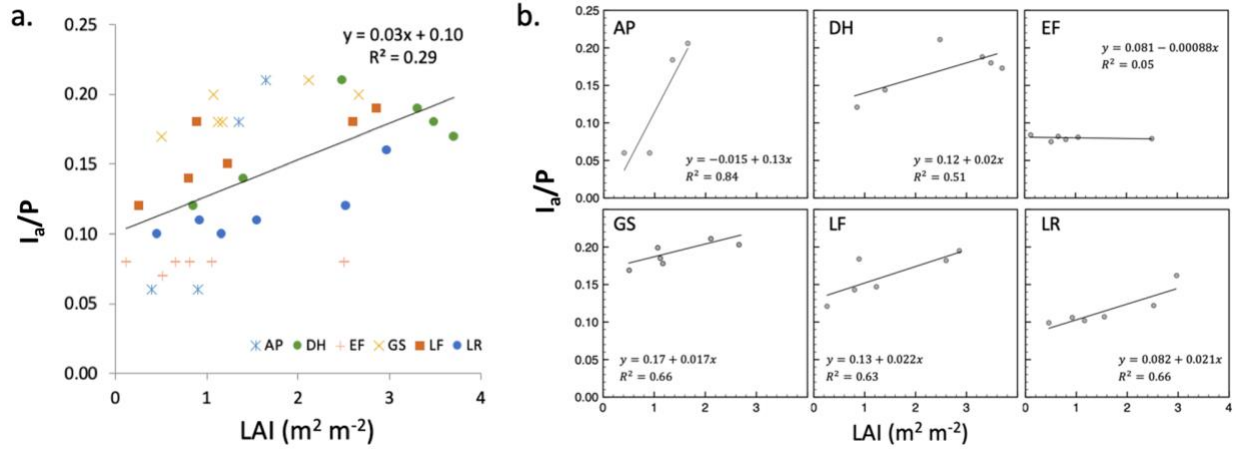 a.
0.25
0.20
0.15
0.10
0.05
0.00
Ia/P
y = 0.03x + 0.10
R² = 0.29
AP DH EF GS LF LR
0 1 2 3 4
LAI (m² m⁻²)
b.
Ia/P
0.25
0.20
0.15
0.10
0.05
0.00
AP
y = −0.015 + 0.13x
R² = 0.84
DH
y = 0.12 + 0.02x
R² = 0.51
EF
y = 0.081 − 0.00088x
R² = 0.05
0.20
0.15
0.10
0.05
0.00
GS
y = 0.17 + 0.017x
R² = 0.66
LF
y = 0.13 + 0.022x
R² = 0.63
LR
y = 0.082 + 0.021x
R² = 0.66
0 1 2 3 0 1 2 3 0 1 2 3 4
LAI (m² m⁻²)